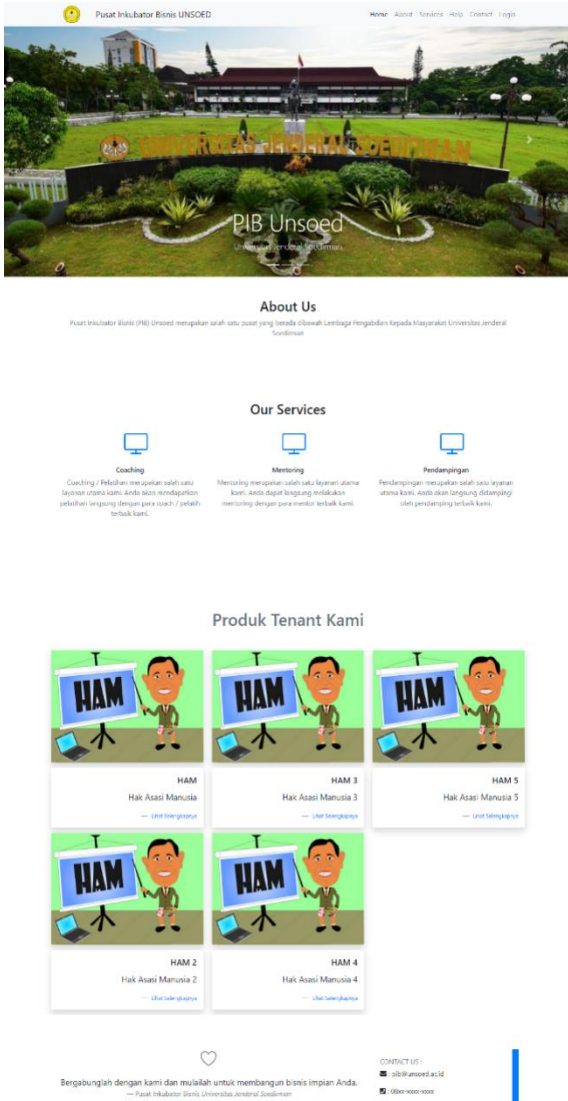 Pusat Inkubator Bisnis UNSOED
Home About Services Help Contact Login
UNIVERSITAS JENDERAL SOEDIRMAN
PIB Unsoed
Universitas Jenderal Soedirman
About Us
Pusat Inkubator Bisnis (PIB) Unsoed merupakan salah satu pusat yang berada dibawah Lembaga Pengabdian Kepada Masyarakat Universitas Jenderal
Soedirman
Our Services
Coaching
Coaching / Pelatihan merupakan salah satu
layanan utama kami. Anda akan mendapatkan
pelatihan langsung dengan para coach / pelatih
terbaik kami.
Mentoring
Mentoring merupakan salah satu layanan utama
kami. Anda dapat langsung melakukan
mentoring dengan para mentor terbaik kami.
Pendampingan
Pendampingan merupakan salah satu layanan
utama kami. Anda akan langsung didampingi
oleh pendamping terbaik kami.
Produk Tenant Kami
HAM
HAM
Hak Asasi Manusia
— Lihat Selengkapnya
HAM
HAM 3
Hak Asasi Manusia 3
— Lihat Selengkapnya
HAM
HAM 5
Hak Asasi Manusia 5
— Lihat Selengkapnya
HAM
HAM 2
Hak Asasi Manusia 2
— Lihat Selengkapnya
HAM
HAM 4
Hak Asasi Manusia 4
— Lihat Selengkapnya
Bergabunglah dengan kami dan mulailah untuk membangun bisnis impian Anda.
— Pusat Inkubator Bisnis Universitas Jenderal Soedirman
CONTACT US :
: pib@unsoed.ac.id
: 08xx-xxxx-xxxx